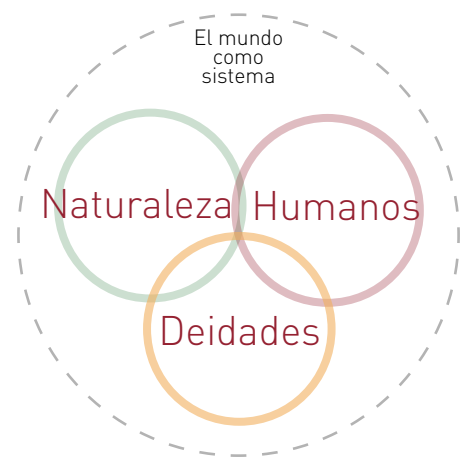 El mundo
como
sistema
Naturaleza
Humanos
Deidades